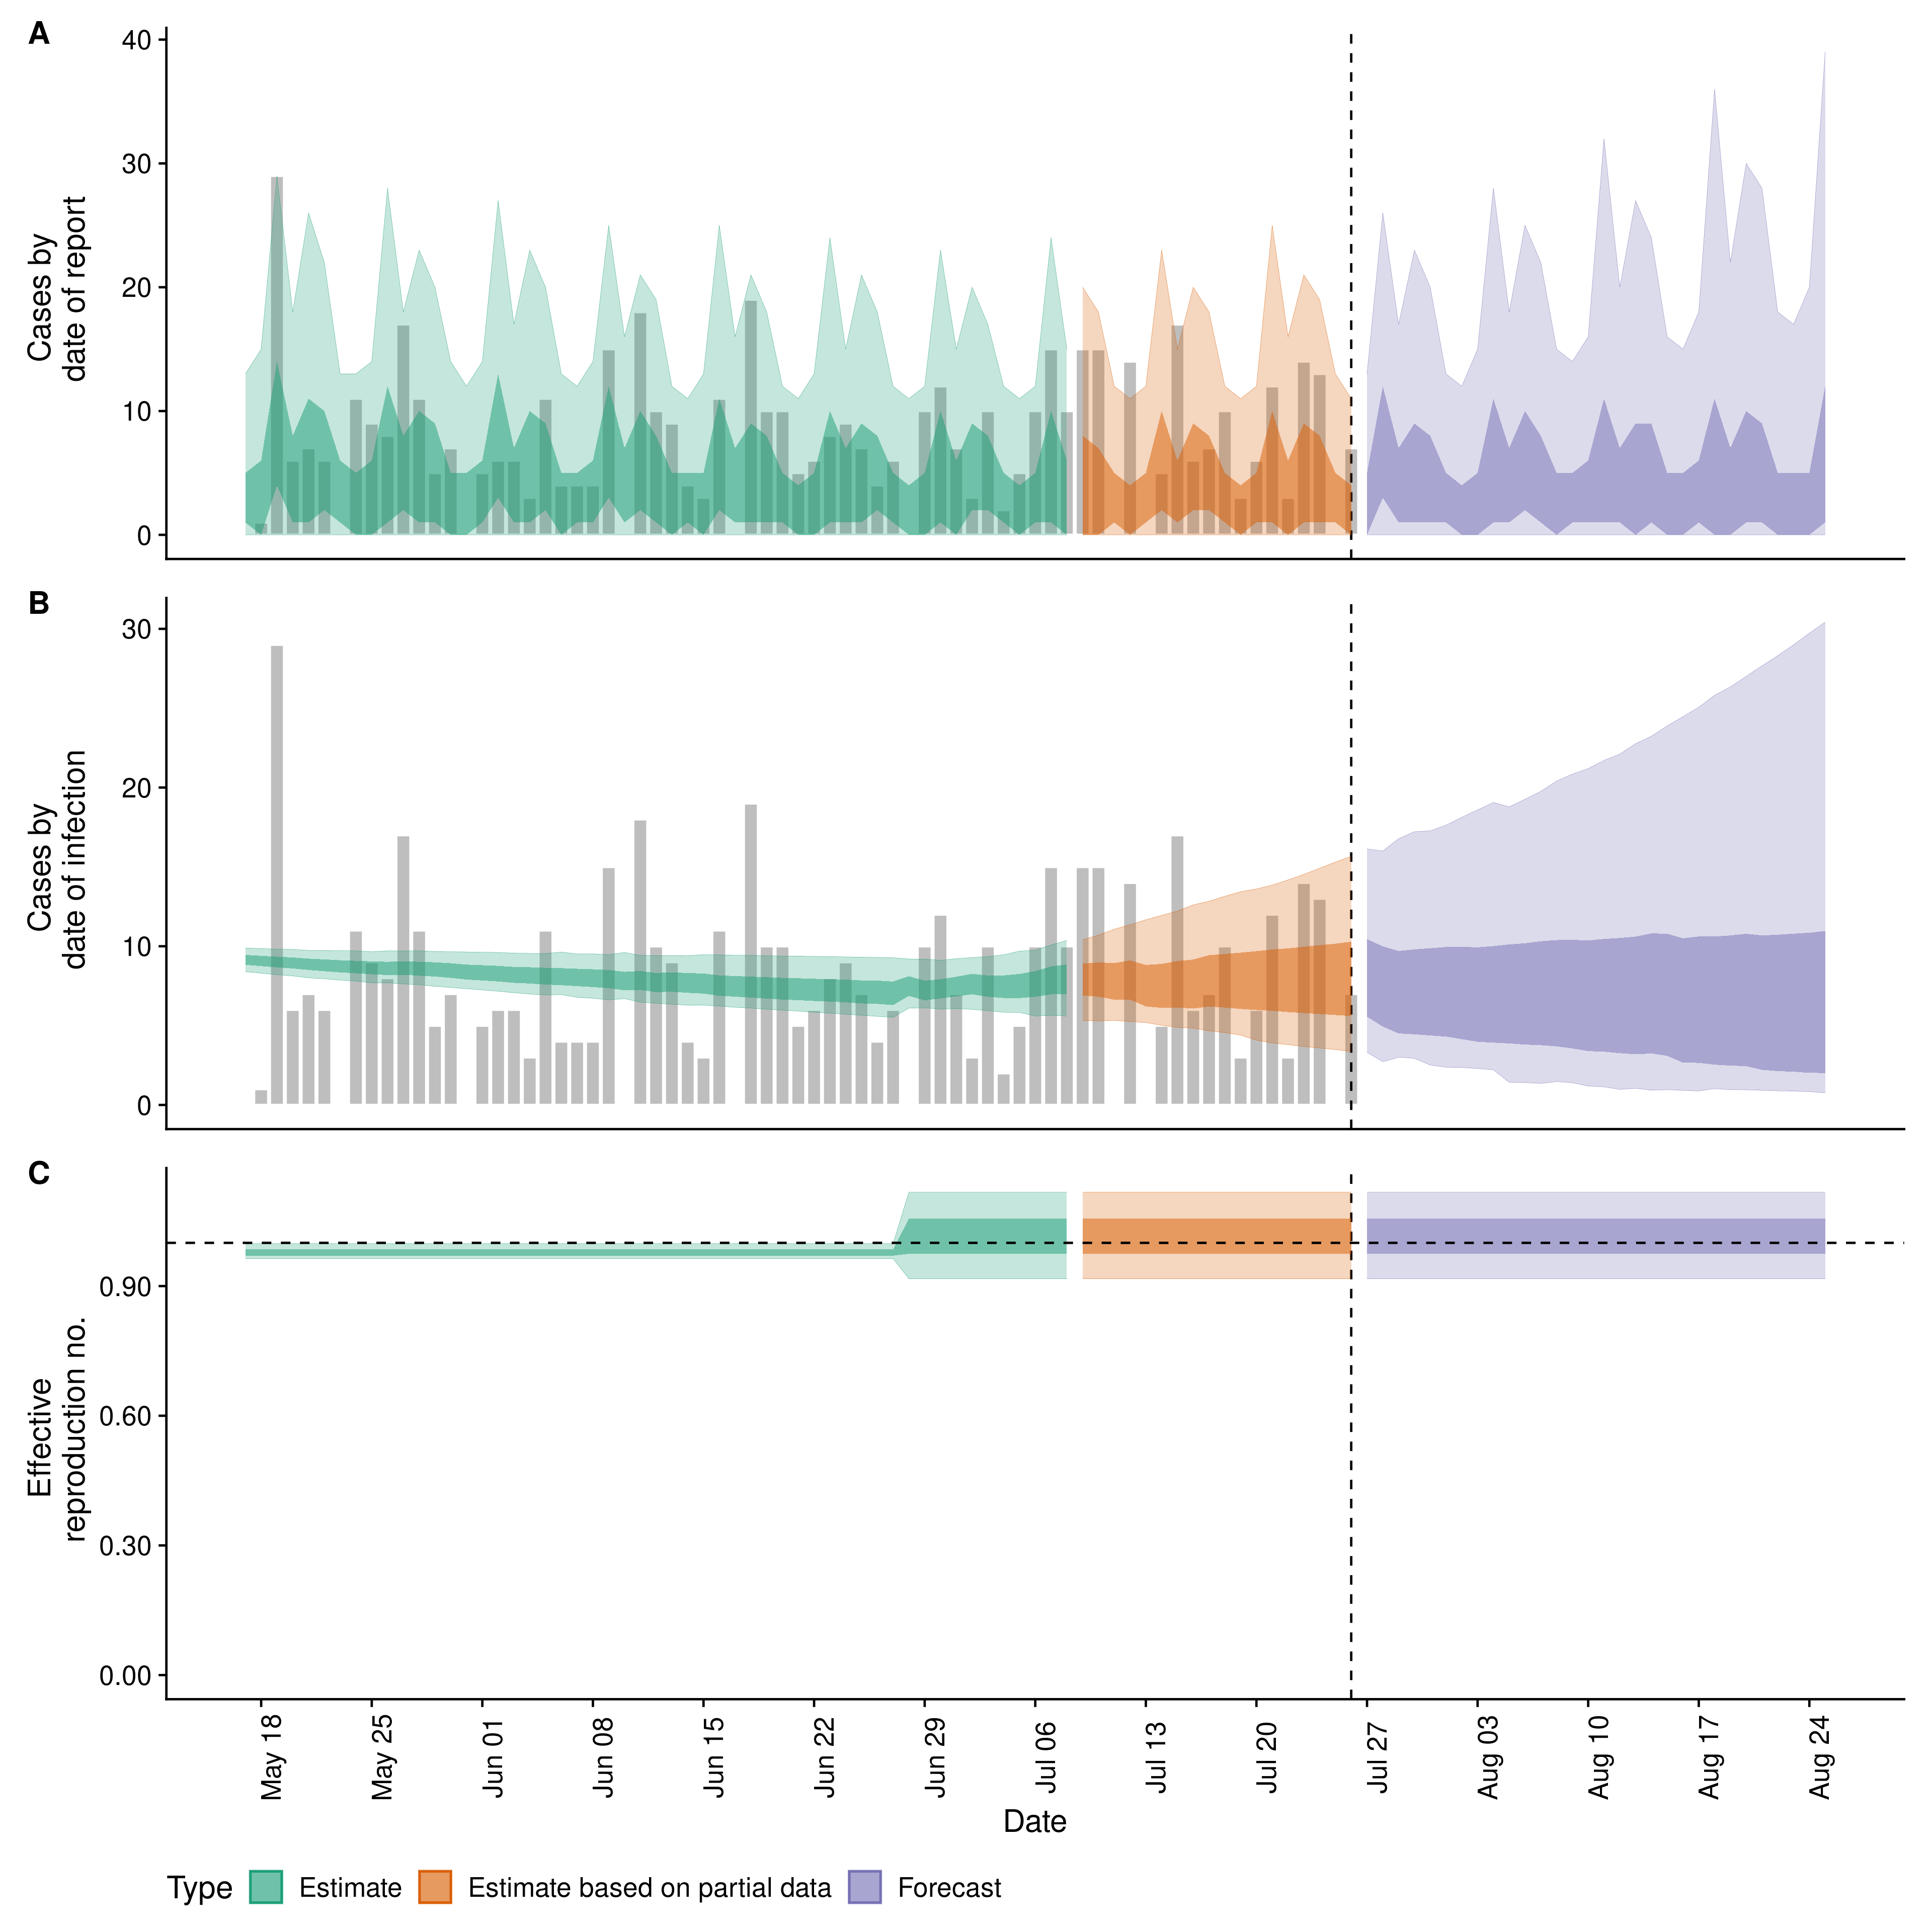 A
40
30
20
10
0
Cases by
date of report
B
30
20
10
0
Cases by
date of infection
C
0.90
0.60
0.30
0.00
Effective
reproduction no.
May 18
May 25
Jun 01
Jun 08
Jun 15
Jun 22
Jun 29
Jul 06
Jul 13
Jul 20
Jul 27
Aug 03
Aug 10
Aug 17
Aug 24
Date
Type Estimate Estimate based on partial data Forecast